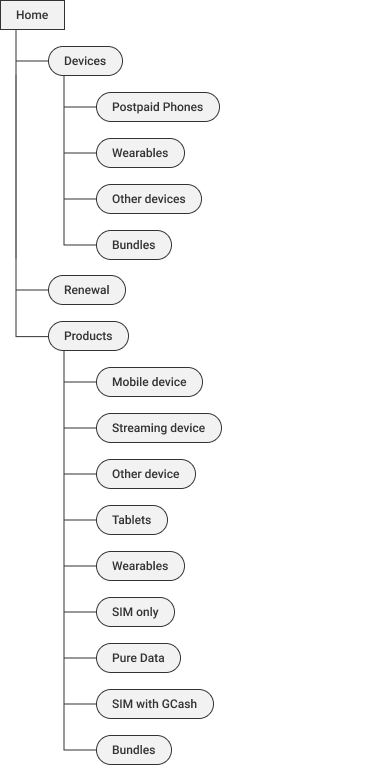 Home
Devices
Postpaid Phones
Wearables
Other devices
Bundles
Renewal
Products
Mobile device
Streaming device
Other device
Tablets
Wearables
SIM only
Pure Data
SIM with GCash
Bundles